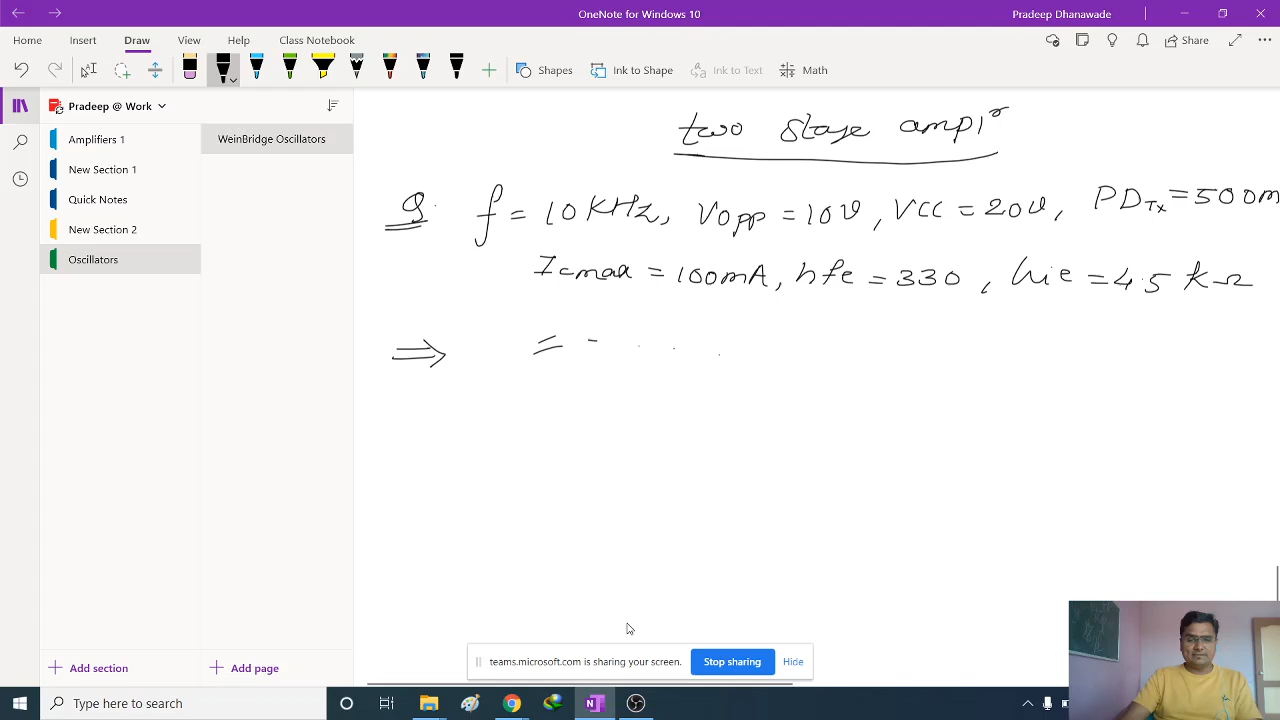 OneNote for Windows 10
Pradeep Dhanawade
Home Insert Draw View Help Class Notebook
Share
Shapes Ink to Shape Ink to Text Math
Pradeep @ Work
WeinBridge Oscillators
Amplifiers 1
New Section 1
Quick Notes
New Section 2
Oscillators
two stage amplr
Q. f = 10 KHz, VOpp = 10V, VCC = 20V, PDTx = 500m
Icmax = 100mA, hfe = 330, hie = 4.5 kΩ
⇒ = - . . .
teams.microsoft.com is sharing your screen. Stop sharing Hide
+ Add section + Add page
Type here to search